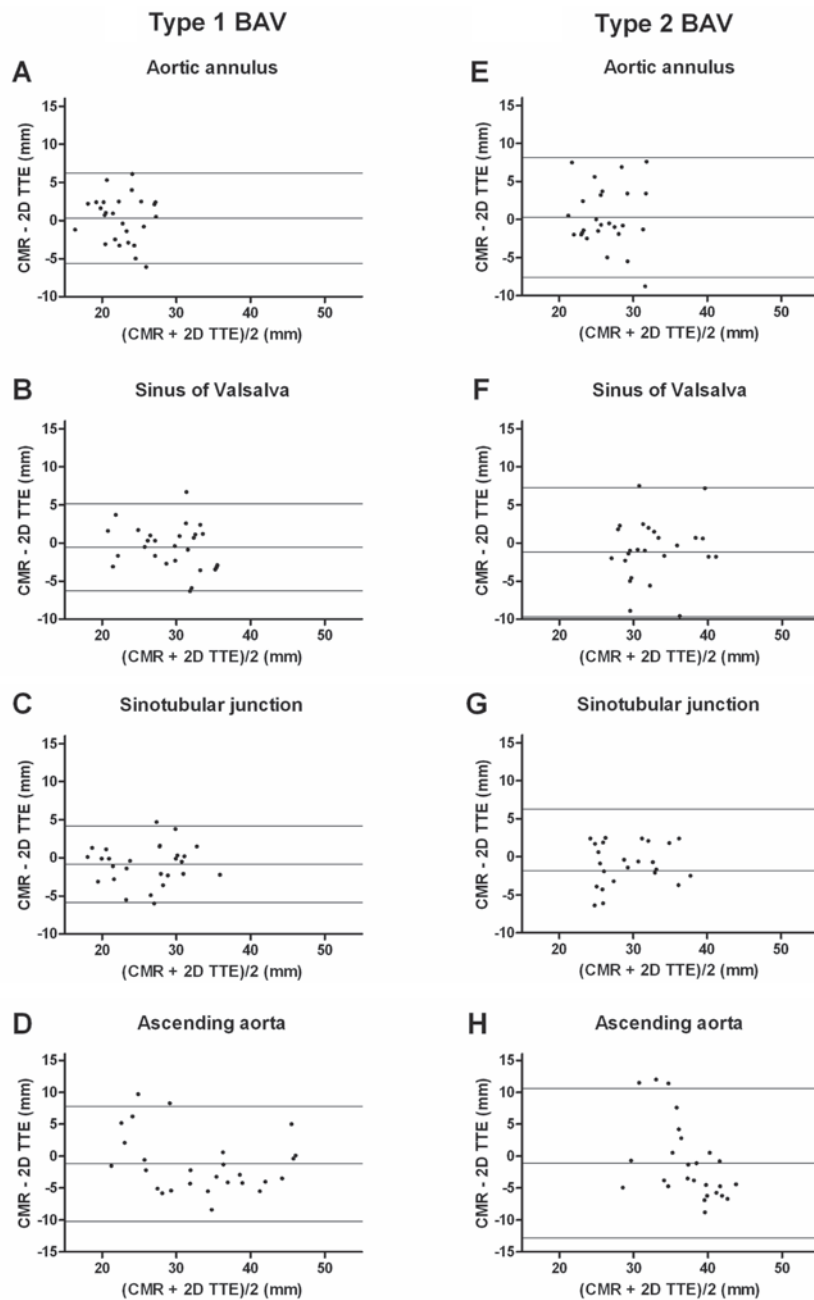 Type 1 BAV
Type 2 BAV
A
Aortic annulus
CMR - 2D TTE (mm)
15
10
5
0
-5
-10
20 30 40 50
(CMR + 2D TTE)/2 (mm)
E
Aortic annulus
CMR - 2D TTE (mm)
15
10
5
0
-5
-10
20 30 40 50
(CMR + 2D TTE)/2 (mm)
B
Sinus of Valsalva
CMR - 2D TTE (mm)
15
10
5
0
-5
-10
20 30 40 50
(CMR + 2D TTE)/2 (mm)
F
Sinus of Valsalva
CMR - 2D TTE (mm)
15
10
5
0
-5
-10
20 30 40 50
(CMR + 2D TTE)/2 (mm)
C
Sinotubular junction
CMR - 2D TTE (mm)
15
10
5
0
-5
-10
20 30 40 50
(CMR + 2D TTE)/2 (mm)
G
Sinotubular junction
CMR - 2D TTE (mm)
15
10
5
0
-5
-10
20 30 40 50
(CMR + 2D TTE)/2 (mm)
D
Ascending aorta
CMR - 2D TTE (mm)
15
10
5
0
-5
-10
-15
20 30 40 50
(CMR + 2D TTE)/2 (mm)
H
Ascending aorta
CMR - 2D TTE (mm)
15
10
5
0
-5
-10
-15
20 30 40 50
(CMR + 2D TTE)/2 (mm)